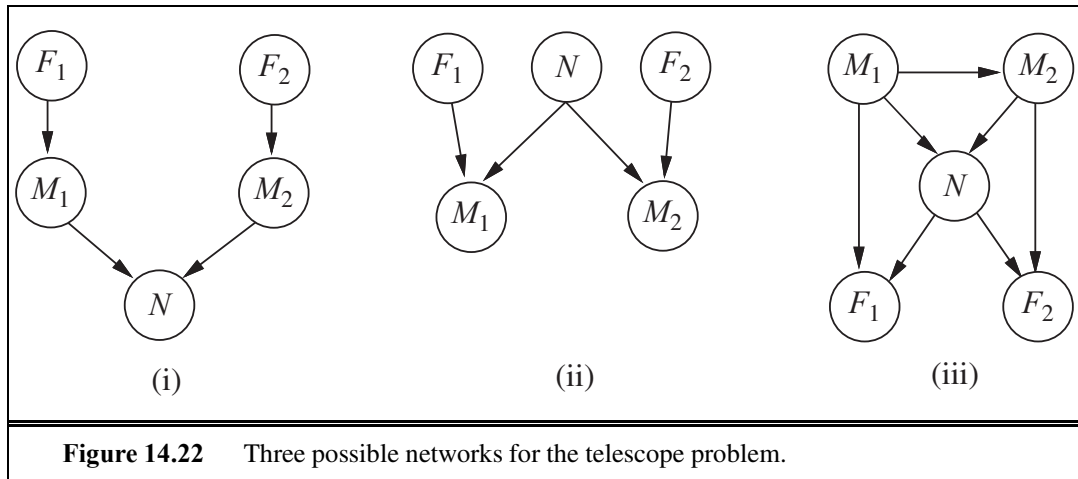 F1 F2 F1 N F2 M1 M2
M1 M2 N
M1 M2
N F1 F2
(i) (ii) (iii)
Figure 14.22 Three possible networks for the telescope problem.